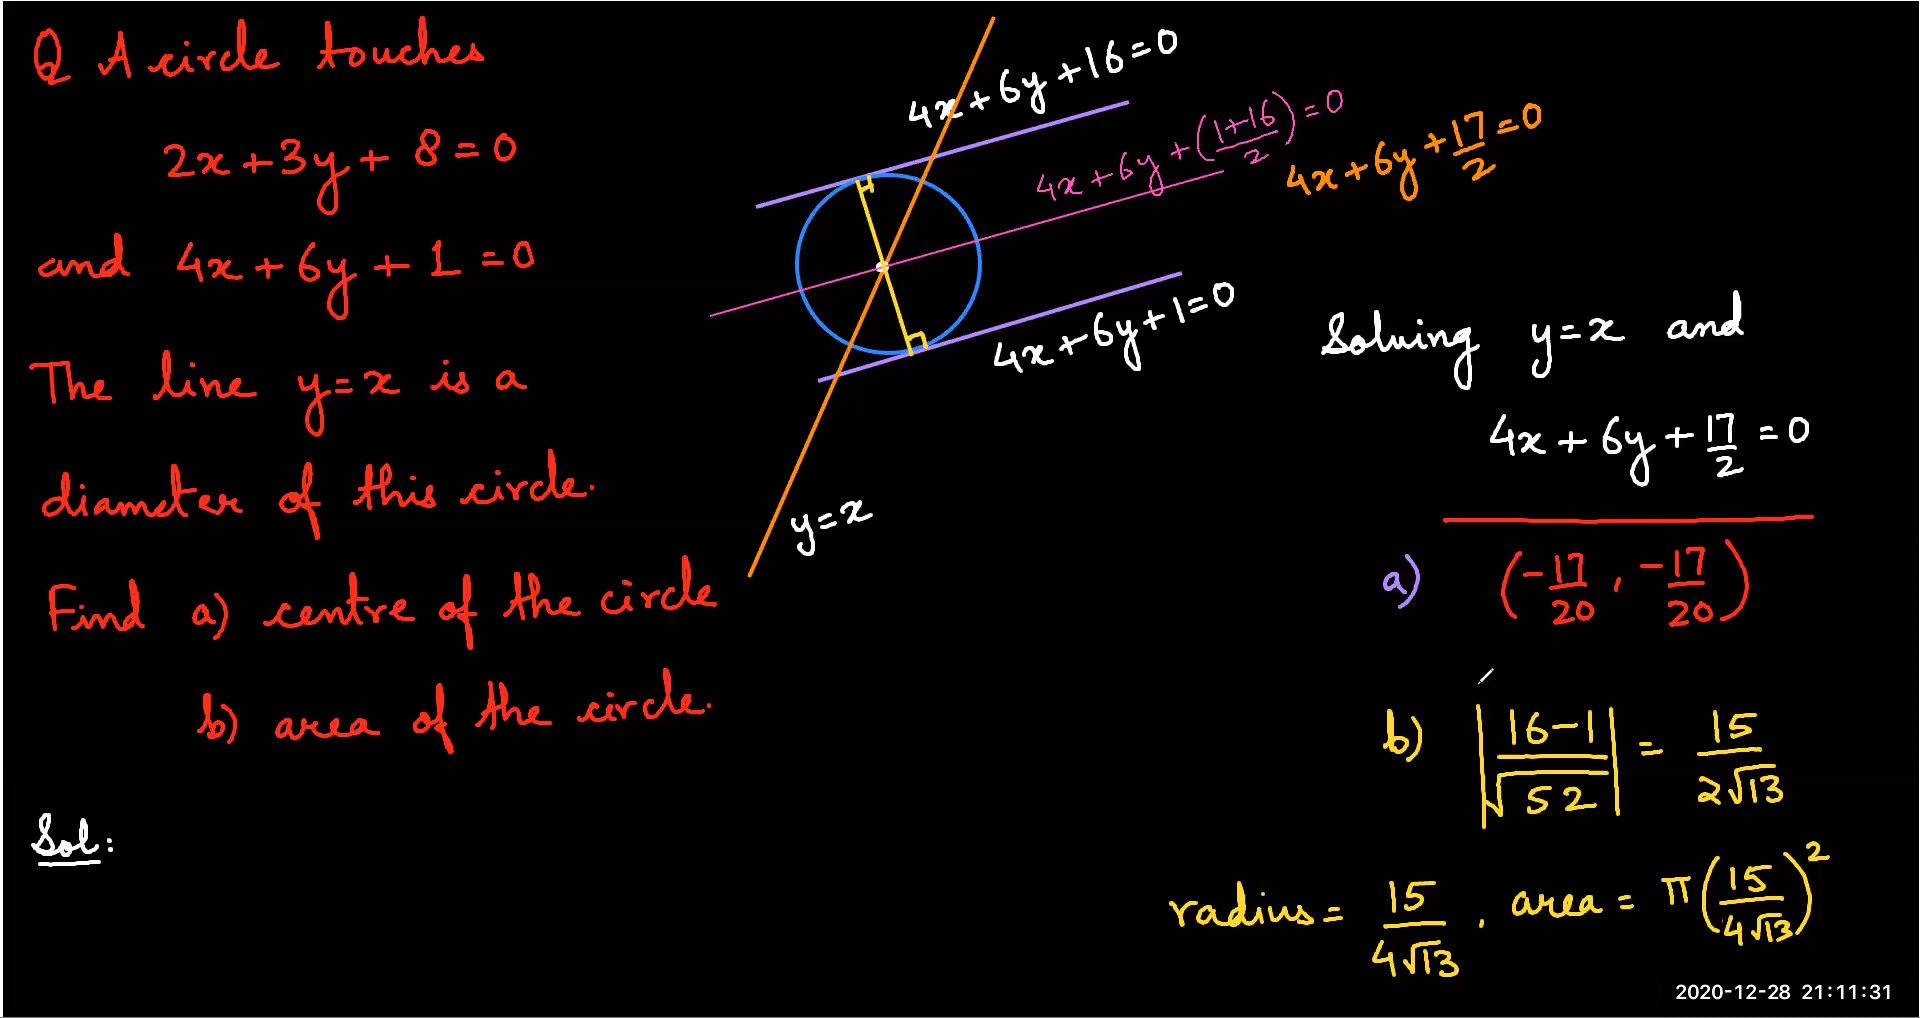 Q A circle touches
2x + 3y + 8 = 0
and 4x + 6y + 1 = 0
The line y = x is a
diameter of this circle.
Find a) centre of the circle
b) area of the circle.
Sol:
4x + 6y + 16 = 0
4x + 6y + (1+16/2) = 0
4x + 6y + 17/2 = 0
4x + 6y + 1 = 0
y = x
Solving y = x and
4x + 6y + 17/2 = 0
a) (-17/20, -17/20)
b) |16-1/√52| = 15/2√13
radius = 15/4√13, area = π(15/4√13)²
2020-12-28 21:11:31